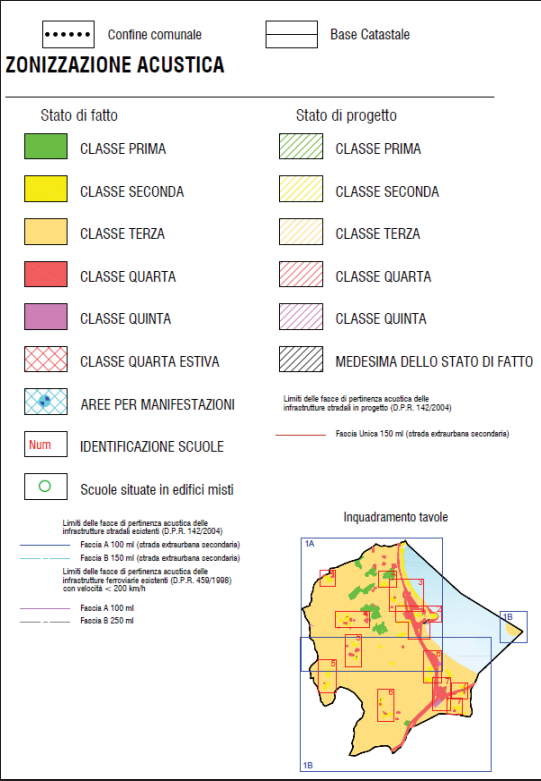 Confine comunale
Base Catastale
ZONIZZAZIONE ACUSTICA
Stato di fatto
CLASSE PRIMA
CLASSE SECONDA
CLASSE TERZA
CLASSE QUARTA
CLASSE QUINTA
CLASSE QUARTA ESTIVA
AREE PER MANIFESTAZIONI
Num
IDENTIFICAZIONE SCUOLE
Scuole situate in edifici misti
Limiti delle fasce di pertinenza acustica delle
infrastrutture stradali esistenti (D.P.R. 142/2004)
Fascia A 100 ml (strada extraurbana secondaria)
Fascia B 150 ml (strada extraurbana secondaria)
Limiti delle fasce di pertinenza acustica delle
infrastrutture ferroviarie esistenti (D.P.R. 459/1998)
con velocità < 200 km/h
Fascia A 100 ml
Fascia B 250 ml
Stato di progetto
CLASSE PRIMA
CLASSE SECONDA
CLASSE TERZA
CLASSE QUARTA
CLASSE QUINTA
MEDESIMA DELLO STATO DI FATTO
Limiti delle fasce di pertinenza acustica delle
infrastrutture stradali in progetto (D.P.R. 142/2004)
Fascia Unica 150 ml (strada extraurbana secondaria)
Inquadramento tavole
1A
3
2
1B
5
6
7
1B